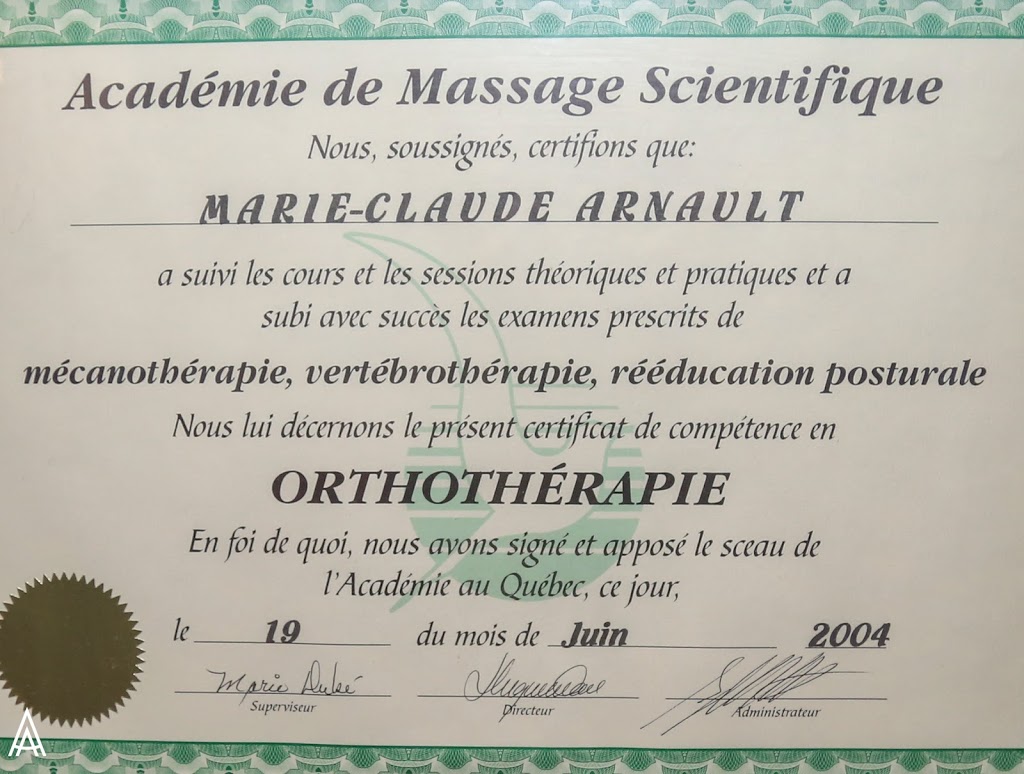 Académie de Massage Scientifique
Nous, soussignés, certifions que:
MARIE-CLAUDE ARNAULT
a suivi les cours et les sessions théoriques et pratiques et a
subi avec succès les examens prescrits de
mécanothérapie, vertébrothérapie, rééducation posturale
Nous lui décernons le présent certificat de compétence en
ORTHOTHÉRAPIE
En foi de quoi, nous avons signé et apposé le sceau de
l'Académie au Québec, ce jour,
le 19 du mois de Juin 2004
Marie Dubé
Superviseur Directeur Administrateur